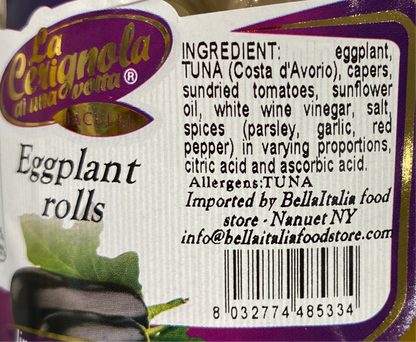 La
Cerignola
di una volta®
Eggplant
rolls
INGREDIENT: eggplant,
TUNA (Costa d'Avorio), capers,
sundried tomatoes, sunflower
oil, white wine vinegar, salt,
spices (parsley, garlic, red
pepper) in varying proportions,
citric acid and ascorbic acid.
Allergens:TUNA
Imported by BellaItalia food
store - Nanuet NY
info@bellaitaliafoodstore.com
8 032774 485334